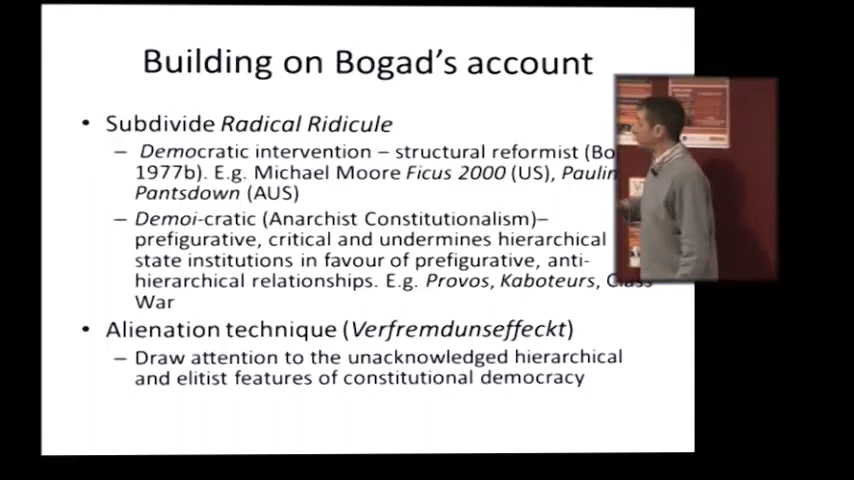 Building on Bogad's account
• Subdivide Radical Ridicule
– Democratic intervention – structural reformist (Bo
1977b). E.g. Michael Moore Ficus 2000 (US), Paulin
Pantsdown (AUS)
– Demoi-cratic (Anarchist Constitutionalism)–
prefigurative, critical and undermines hierarchical
state institutions in favour of prefigurative, anti-
hierarchical relationships. E.g. Provos, Kaboteurs, Class
War
• Alienation technique (Verfremdunseffeckt)
– Draw attention to the unacknowledged hierarchical
and elitist features of constitutional democracy